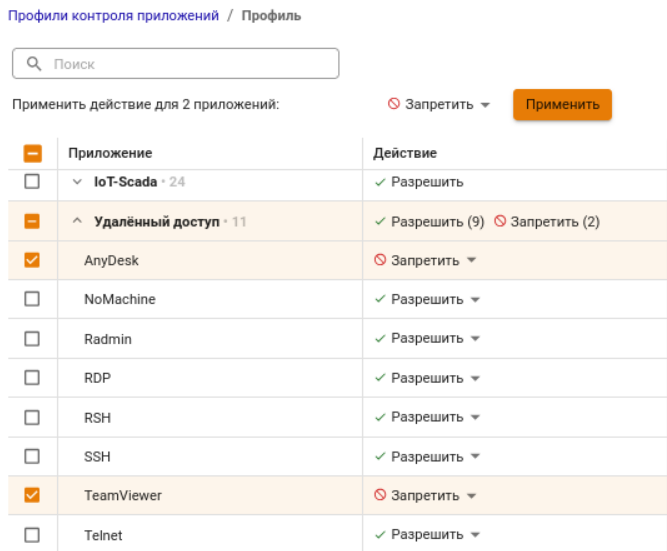 Профили контроля приложений / Профиль
Поиск
Применить действие для 2 приложений: Запретить Применить
Приложение Действие
IoT-Scada · 24 Разрешить
Удалённый доступ · 11 Разрешить (9) Запретить (2)
AnyDesk Запретить
NoMachine Разрешить
Radmin Разрешить
RDP Разрешить
RSH Разрешить
SSH Разрешить
TeamViewer Запретить
Telnet Разрешить